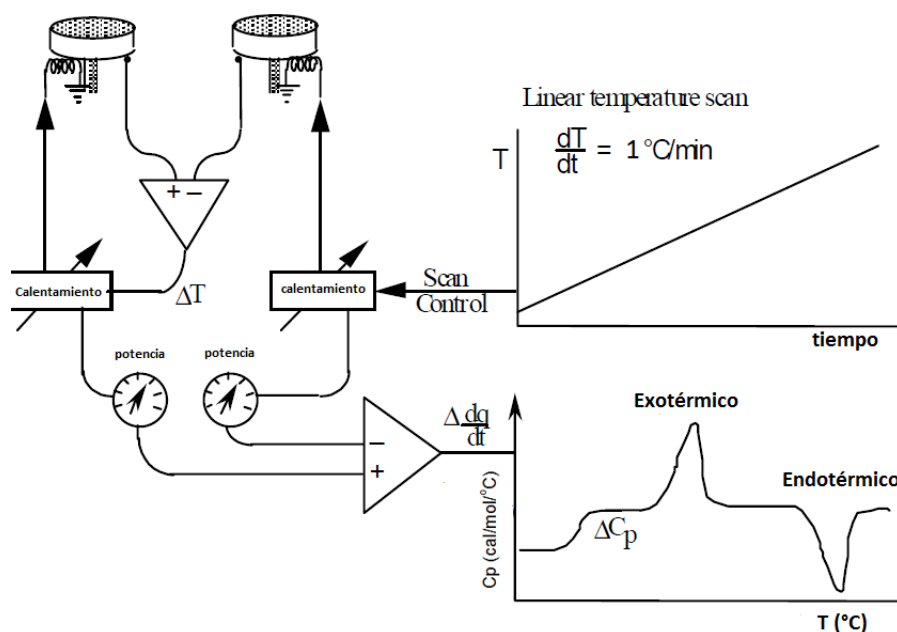 Linear temperature scan
T
dT/dt = 1 °C/min
+ −
Calentamiento
ΔT
calentamiento
Scan
Control
tiempo
potencia
potencia
Δ dq/dt
−
+
Exotérmico
Endotérmico
ΔCp
Cp (cal/mol/°C)
T (°C)